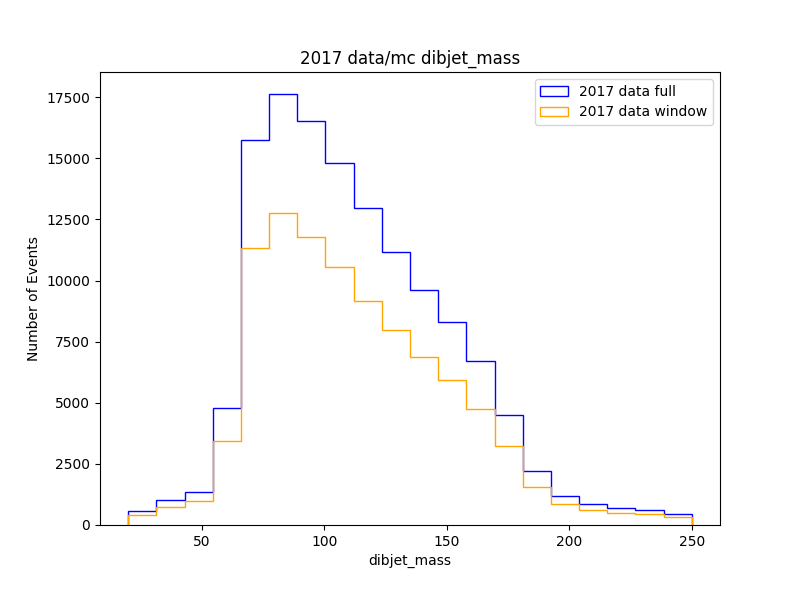 2017 data/mc dibjet_mass
2017 data full
2017 data window
Number of Events
17500
15000
12500
10000
7500
5000
2500
0
50 100 150 200 250
dibjet_mass